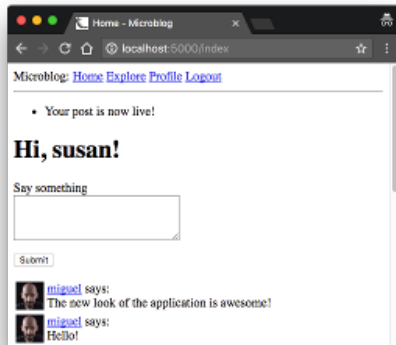 Home - Microblog
localhost:5000/index
Microblog: Home Explore Profile Logout
Your post is now live!
Hi, susan!
Say something
Submit
miguel says:
The new look of the application is awesome!
miguel says:
Hello!